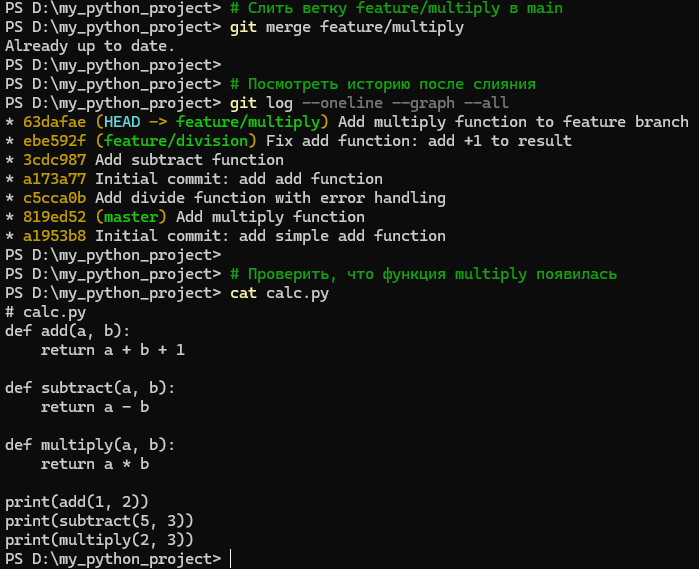 PS D:\my_python_project> # Слить ветку feature/multiply в main
PS D:\my_python_project> git merge feature/multiply
Already up to date.
PS D:\my_python_project>
PS D:\my_python_project> # Посмотреть историю после слияния
PS D:\my_python_project> git log --oneline --graph --all
* 63dafae (HEAD -> feature/multiply) Add multiply function to feature branch
* ebe592f (feature/division) Fix add function: add +1 to result
* 3cdc987 Add subtract function
* a173a77 Initial commit: add add function
* c5cca0b Add divide function with error handling
* 819ed52 (master) Add multiply function
* a1953b8 Initial commit: add simple add function
PS D:\my_python_project>
PS D:\my_python_project> # Проверить, что функция multiply появилась
PS D:\my_python_project> cat calc.py
# calc.py
def add(a, b):
    return a + b + 1

def subtract(a, b):
    return a - b

def multiply(a, b):
    return a * b

print(add(1, 2))
print(subtract(5, 3))
print(multiply(2, 3))
PS D:\my_python_project>